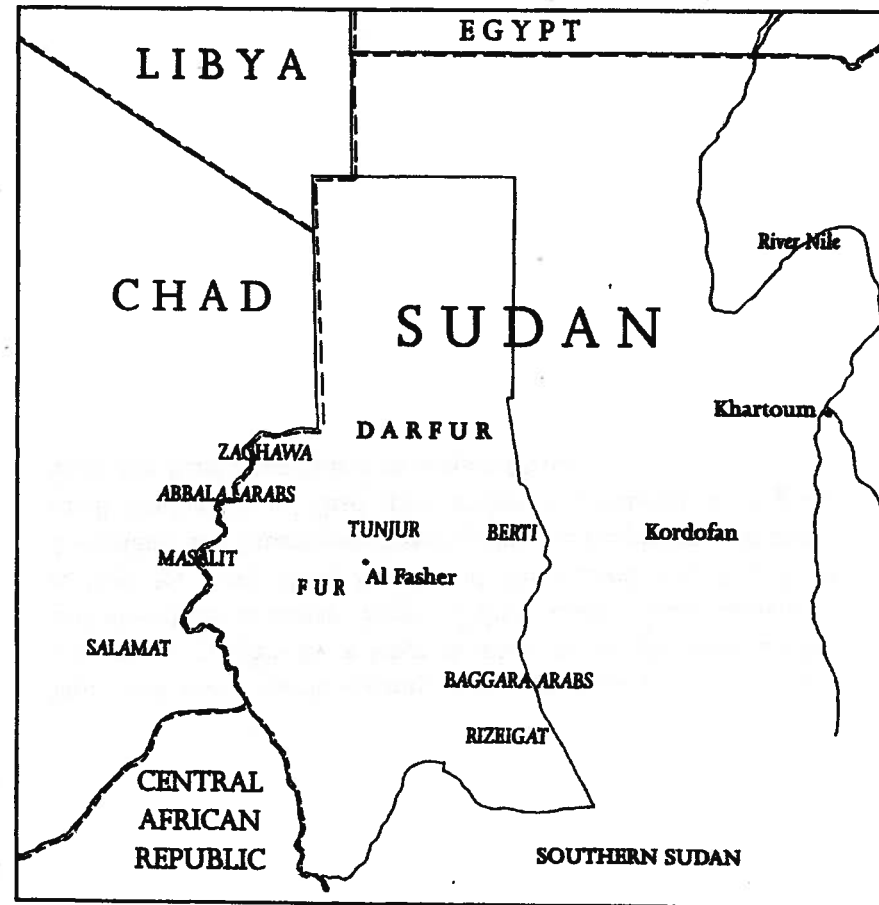 EGYPT
LIBYA
River Nile
CHAD
SUDAN
Khartoum
DARFUR
ZAGHAWA
ABBALA ARABS
TUNJUR
BERTI
Kordofan
MASALIT
FUR
Al Fasher
SALAMAT
BAGGARA ARABS
RIZEIGAT
CENTRAL
AFRICAN
REPUBLIC
SOUTHERN SUDAN